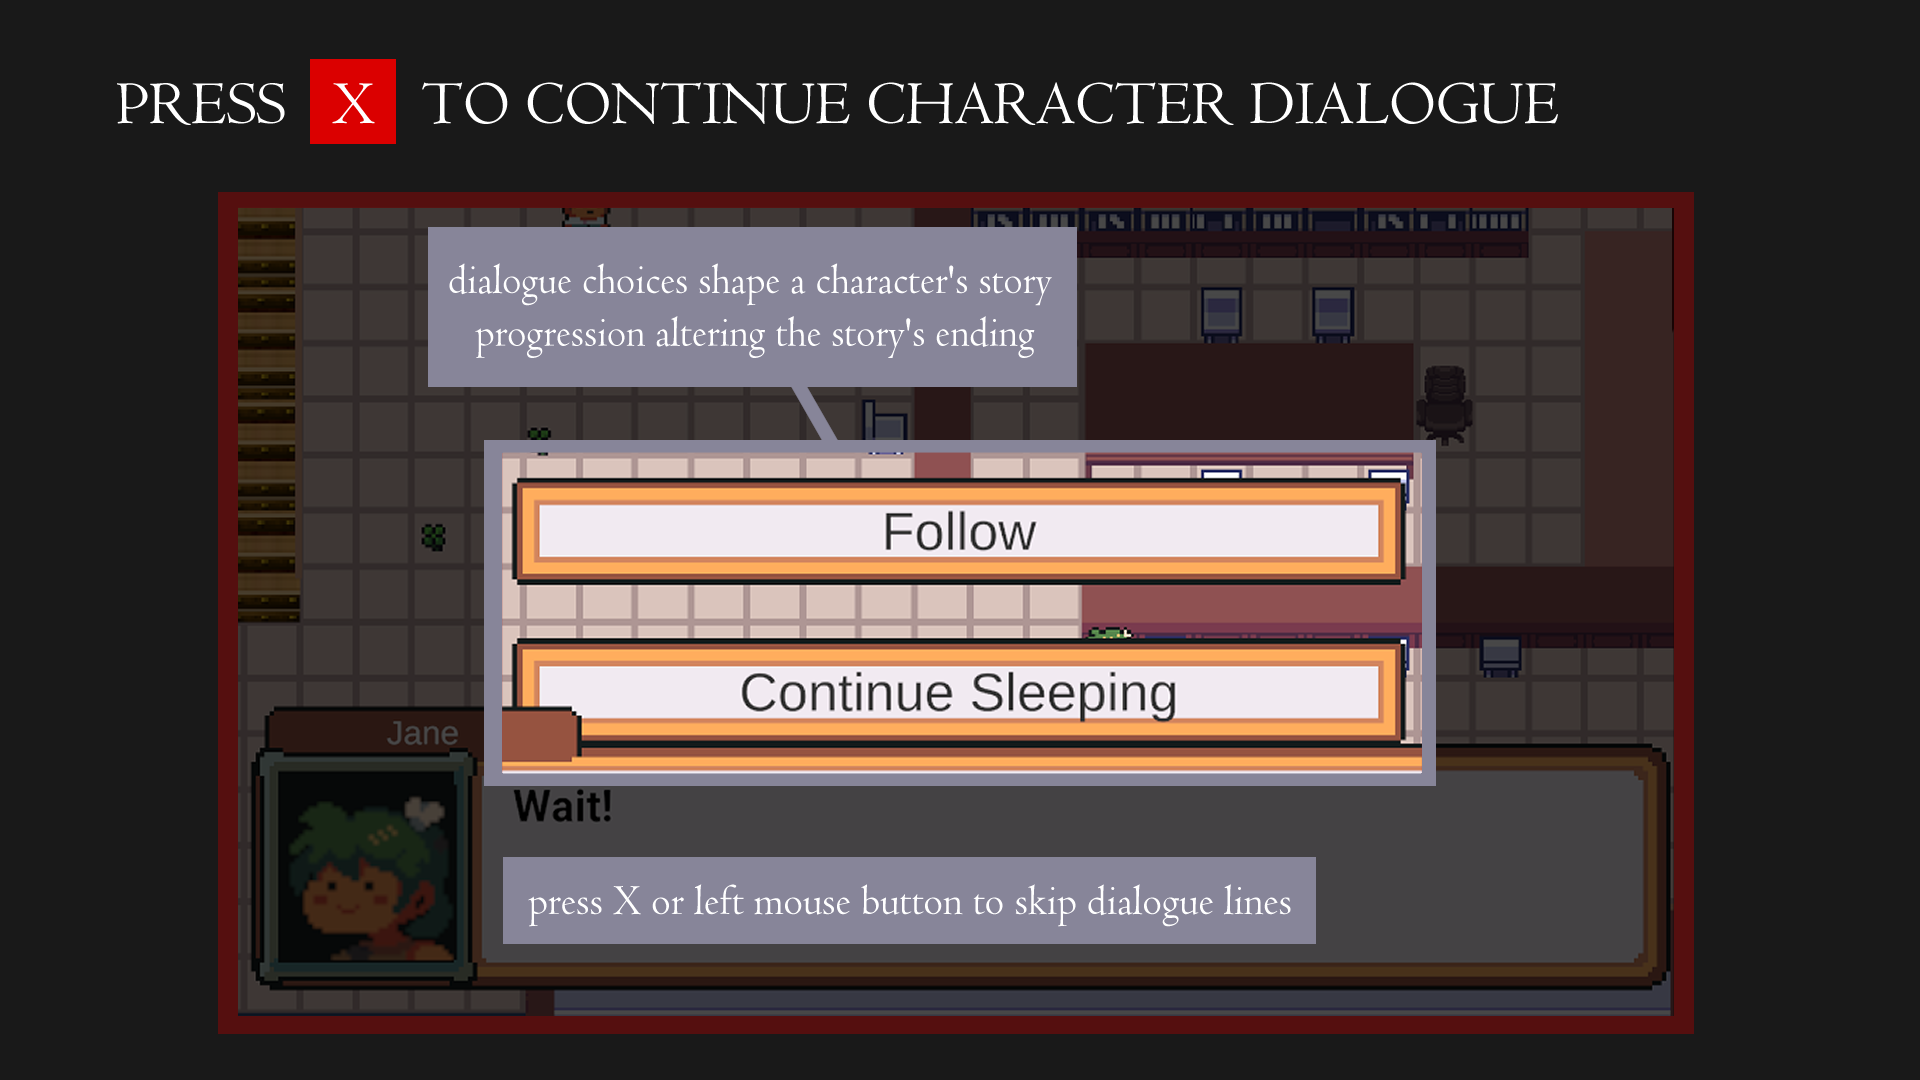 PRESS X TO CONTINUE CHARACTER DIALOGUE
dialogue choices shape a character's story
progression altering the story's ending
Follow
Continue Sleeping
Jane
Wait!
press X or left mouse button to skip dialogue lines